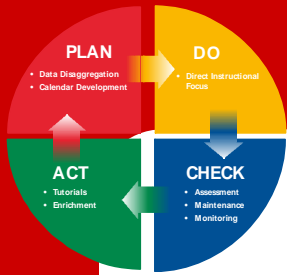 PLAN
• Data Disaggregation
• Calendar Development
DO
• Direct Instructional
Focus
ACT
• Tutorials
• Enrichment
CHECK
• Assessment
• Maintenance
• Monitoring